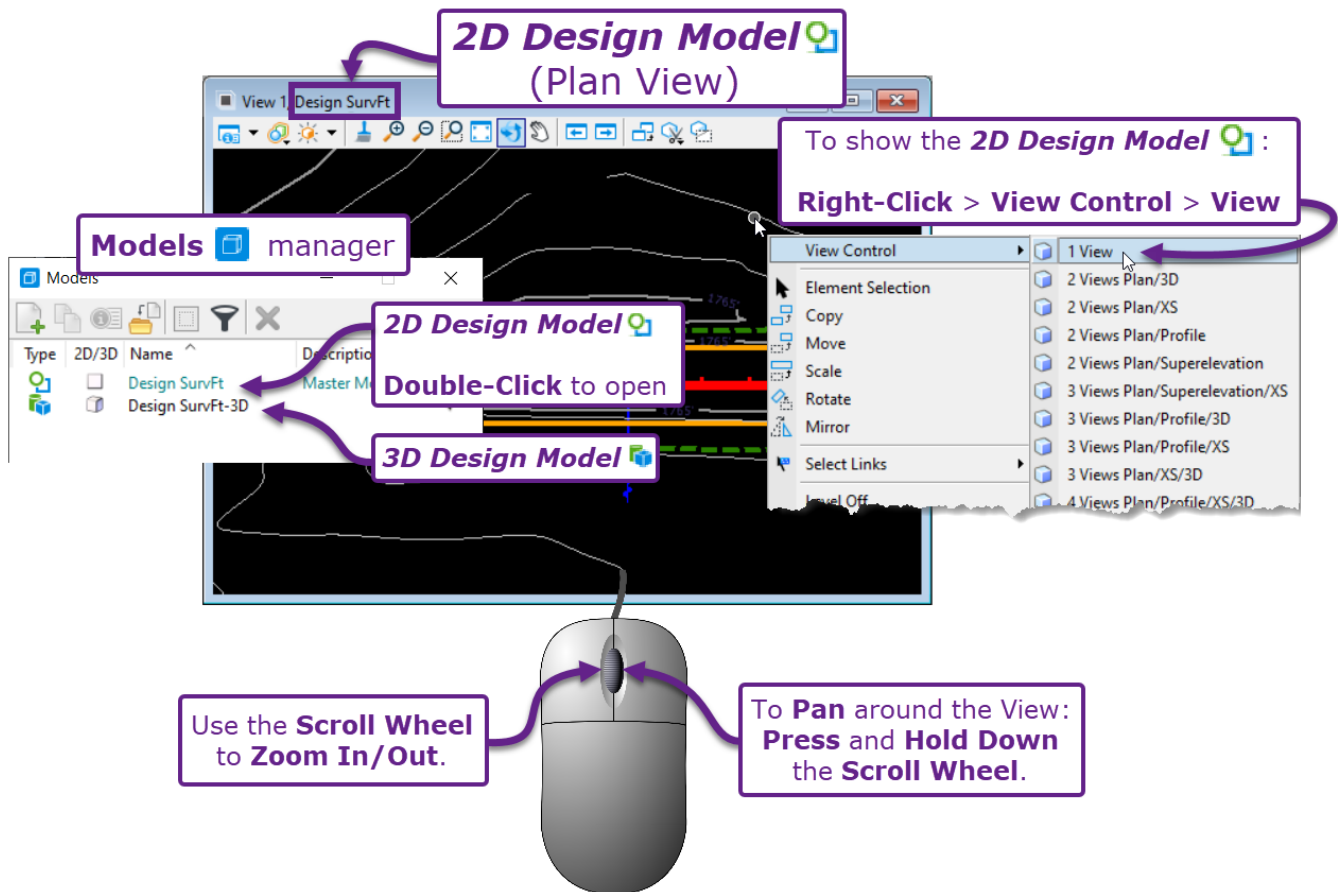 2D Design Model
(Plan View)
View 1, Design SurvFt
To show the 2D Design Model :
Right-Click > View Control > View
Models manager
Models
Type 2D/3D Name Descriptio
Design SurvFt Master Mo
Design SurvFt-3D
2D Design Model
Double-Click to open
3D Design Model
1765'
1765'
1765'
View Control
Element Selection
Copy
Move
Scale
Rotate
Mirror
Select Links
Level Off
1 View
2 Views Plan/3D
2 Views Plan/XS
2 Views Plan/Profile
2 Views Plan/Superelevation
3 Views Plan/Superelevation/XS
3 Views Plan/Profile/3D
3 Views Plan/Profile/XS
3 Views Plan/XS/3D
4 Views Plan/Profile/XS/3D
Use the Scroll Wheel
to Zoom In/Out.
To Pan around the View:
Press and Hold Down
the Scroll Wheel.